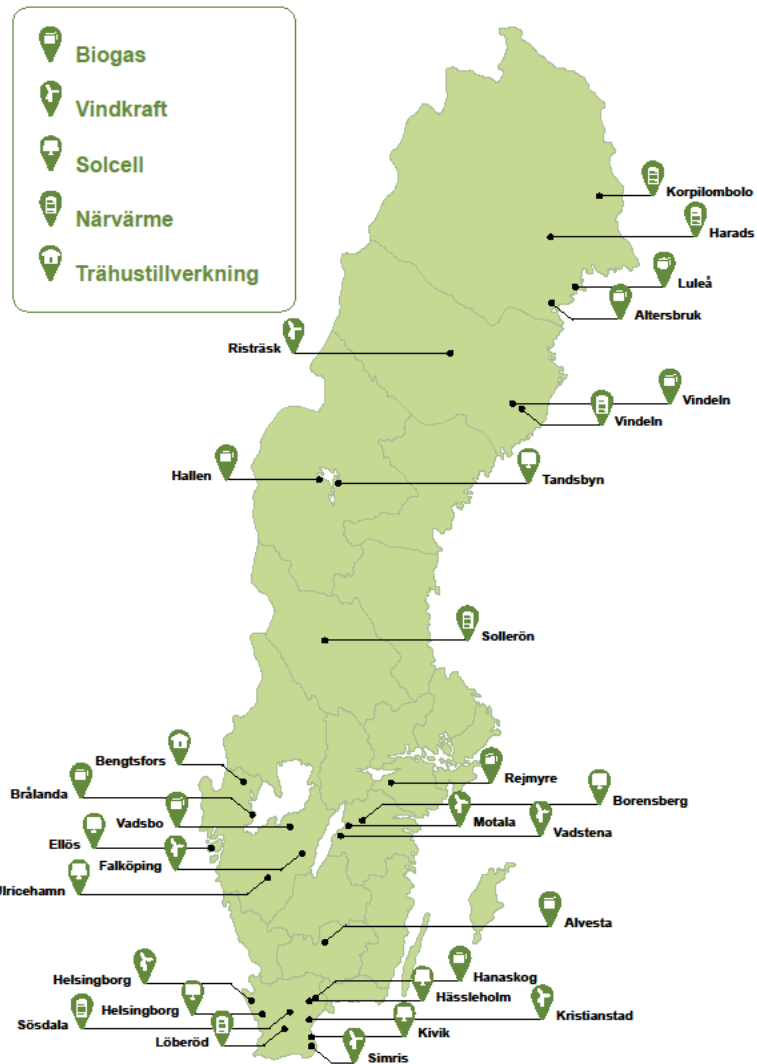 Biogas
Vindkraft
Solcell
Närvärme
Trähustillverkning
Korpilombolo
Harads
Luleå
Altersbruk
Risträsk
Vindeln
Vindeln
Hallen
Tandsbyn
Sollerön
Bengtsfors
Rejmyre
Brålanda
Borensberg
Vadsbo
Motala
Vadstena
Ellös
Falköping
Ulricehamn
Alvesta
Helsingborg
Hanaskog
Hässleholm
Helsingborg
Kristianstad
Sösdala
Kivik
Löberöd
Simris